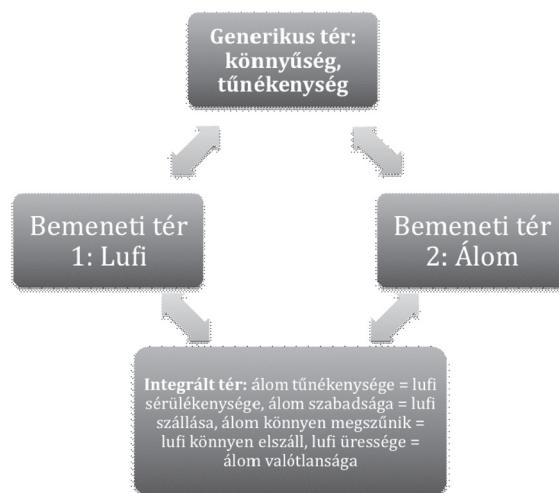 Generikus tér:
könnyűség,
tűnékenység
Bemeneti tér
1: Lufi
Bemeneti tér
2: Álom
Integrált tér: álom tűnékenysége = lufi
sérülékenysége, álom szabadsága = lufi
szállása, álom könnyen megszűnik =
lufi könnyen elszáll, lufi üressége =
álom valótlansága